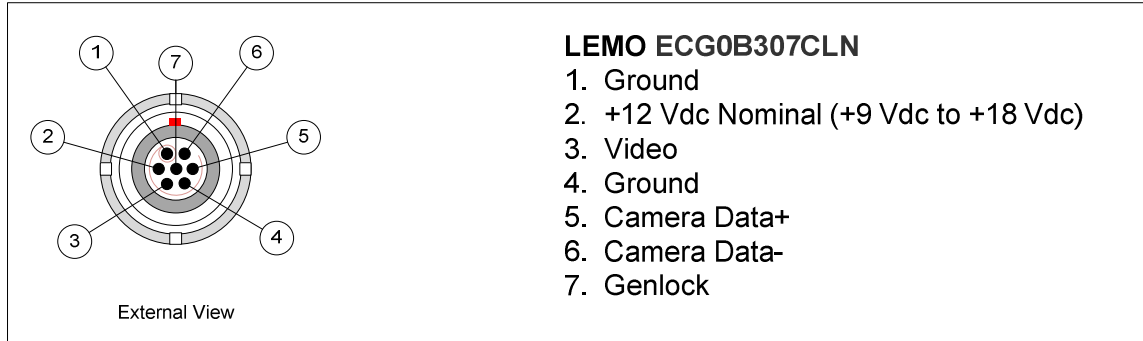 1
7
6
2
5
3
4
External View
LEMO ECG0B307CLN
1. Ground
2. +12 Vdc Nominal (+9 Vdc to +18 Vdc)
3. Video
4. Ground
5. Camera Data+
6. Camera Data-
7. Genlock